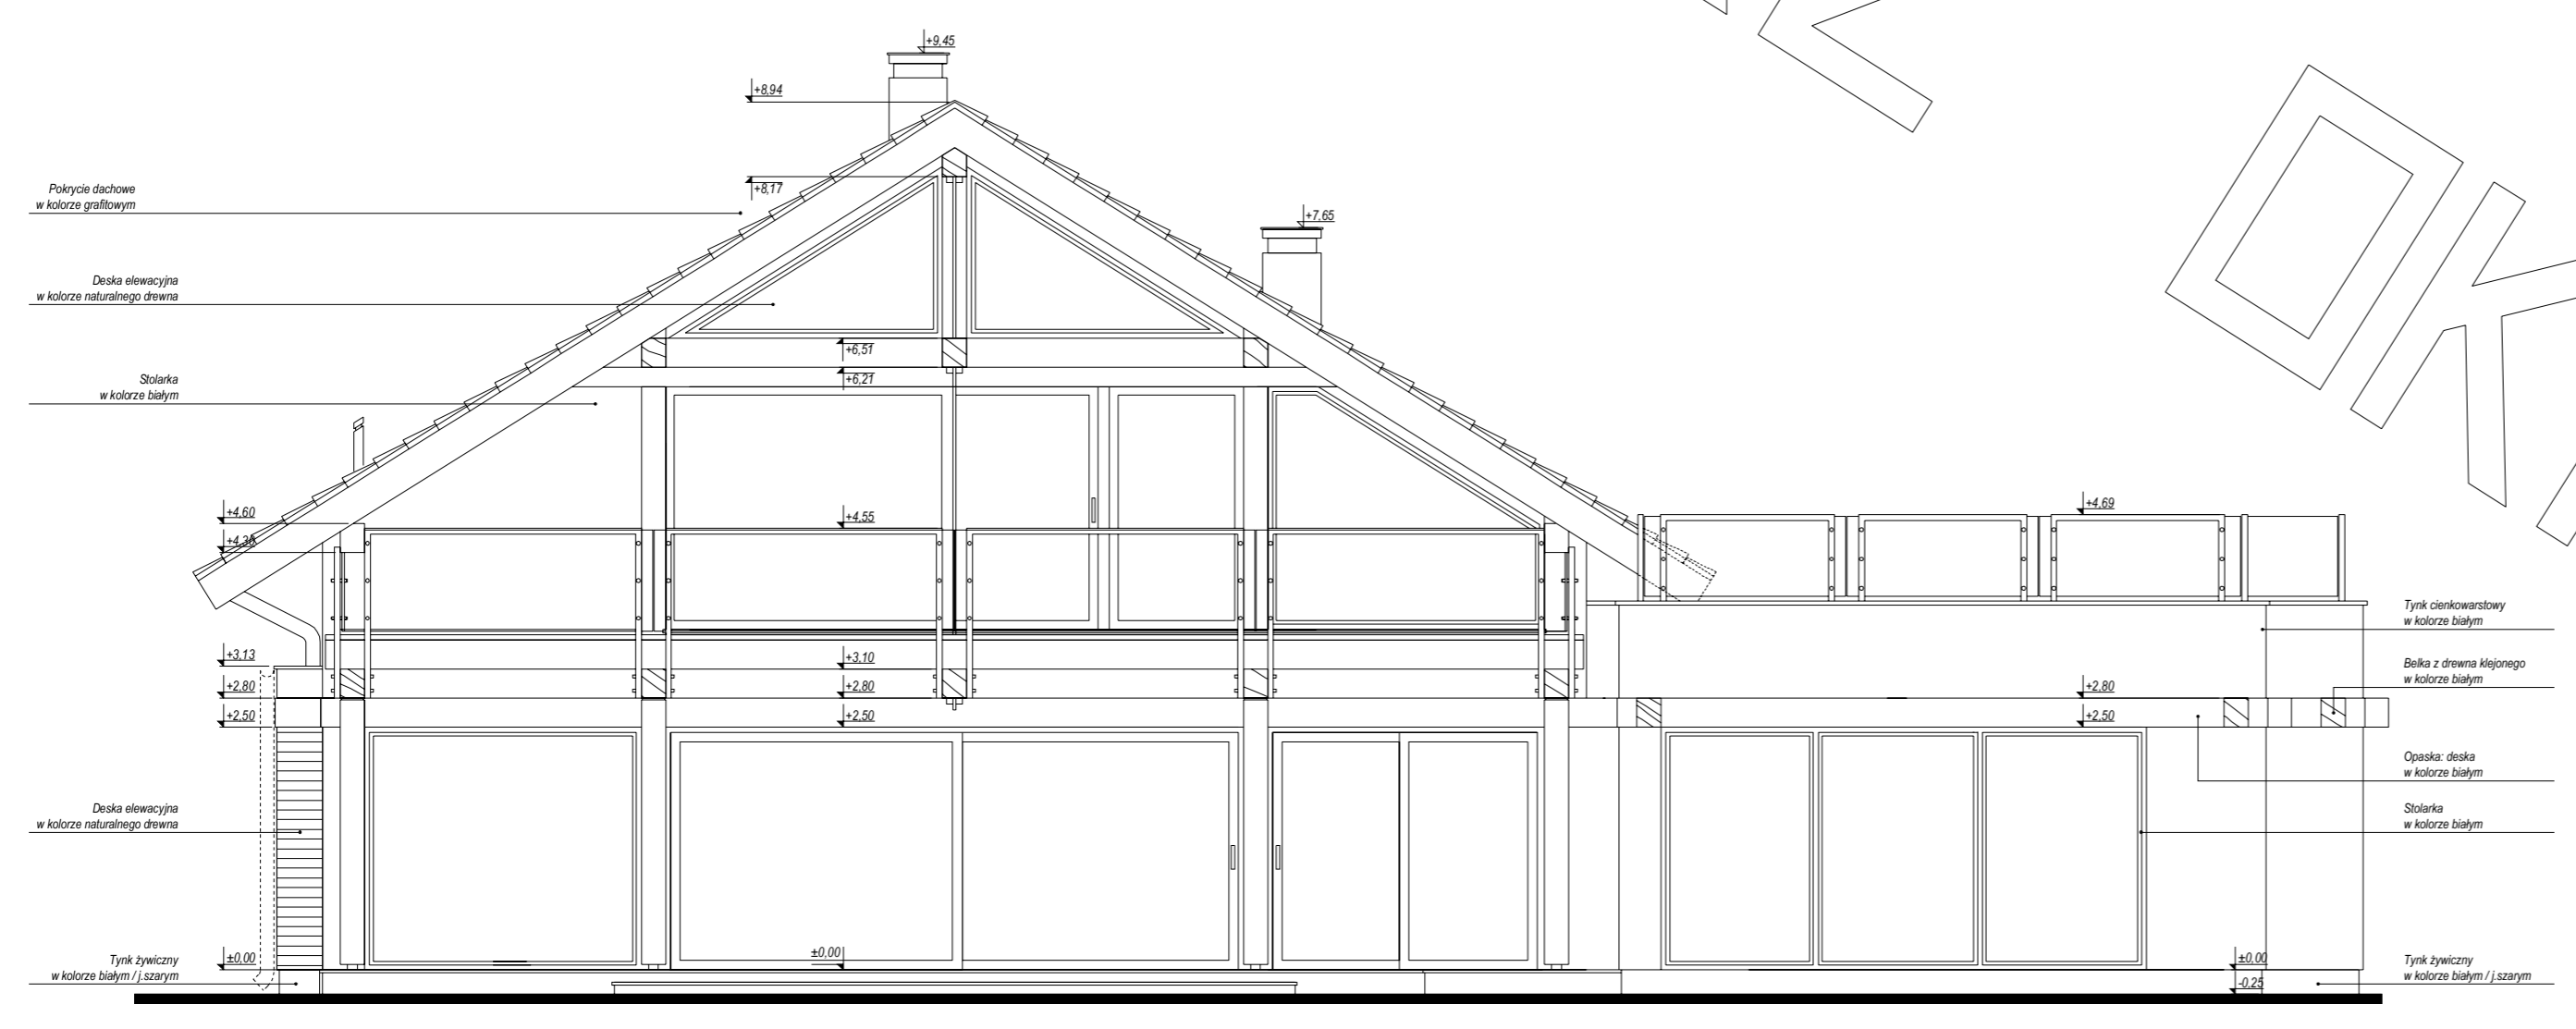 +9,45
+8,94
+8,17
Pokrycie dachowe
w kolorze grafitowym
+7,65
Deska elewacyjna
w kolorze naturalnego drewna
+6,51
+6,21
Stolarka
w kolorze białym
+4,60
+4,30
+4,55
+4,69
Tynk cienkowarstowy
w kolorze białym
+3,13
+3,10
Belka z drewna klejonego
w kolorze białym
+2,80
+2,80
+2,80
+2,50
+2,50
+2,50
Opaska: deska
w kolorze białym
Deska elewacyjna
w kolorze naturalnego drewna
Stolarka
w kolorze białym
±0,00
±0,00
±0,00
Tynk żywiczny
w kolorze białym / j.szarym
-0.25
Tynk żywiczny
w kolorze białym / j.szarym